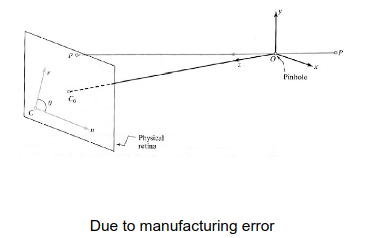 y
P
O
P
z
x
Pinhole
C₀
v
θ
C
u
Physical
retina
Due to manufacturing error